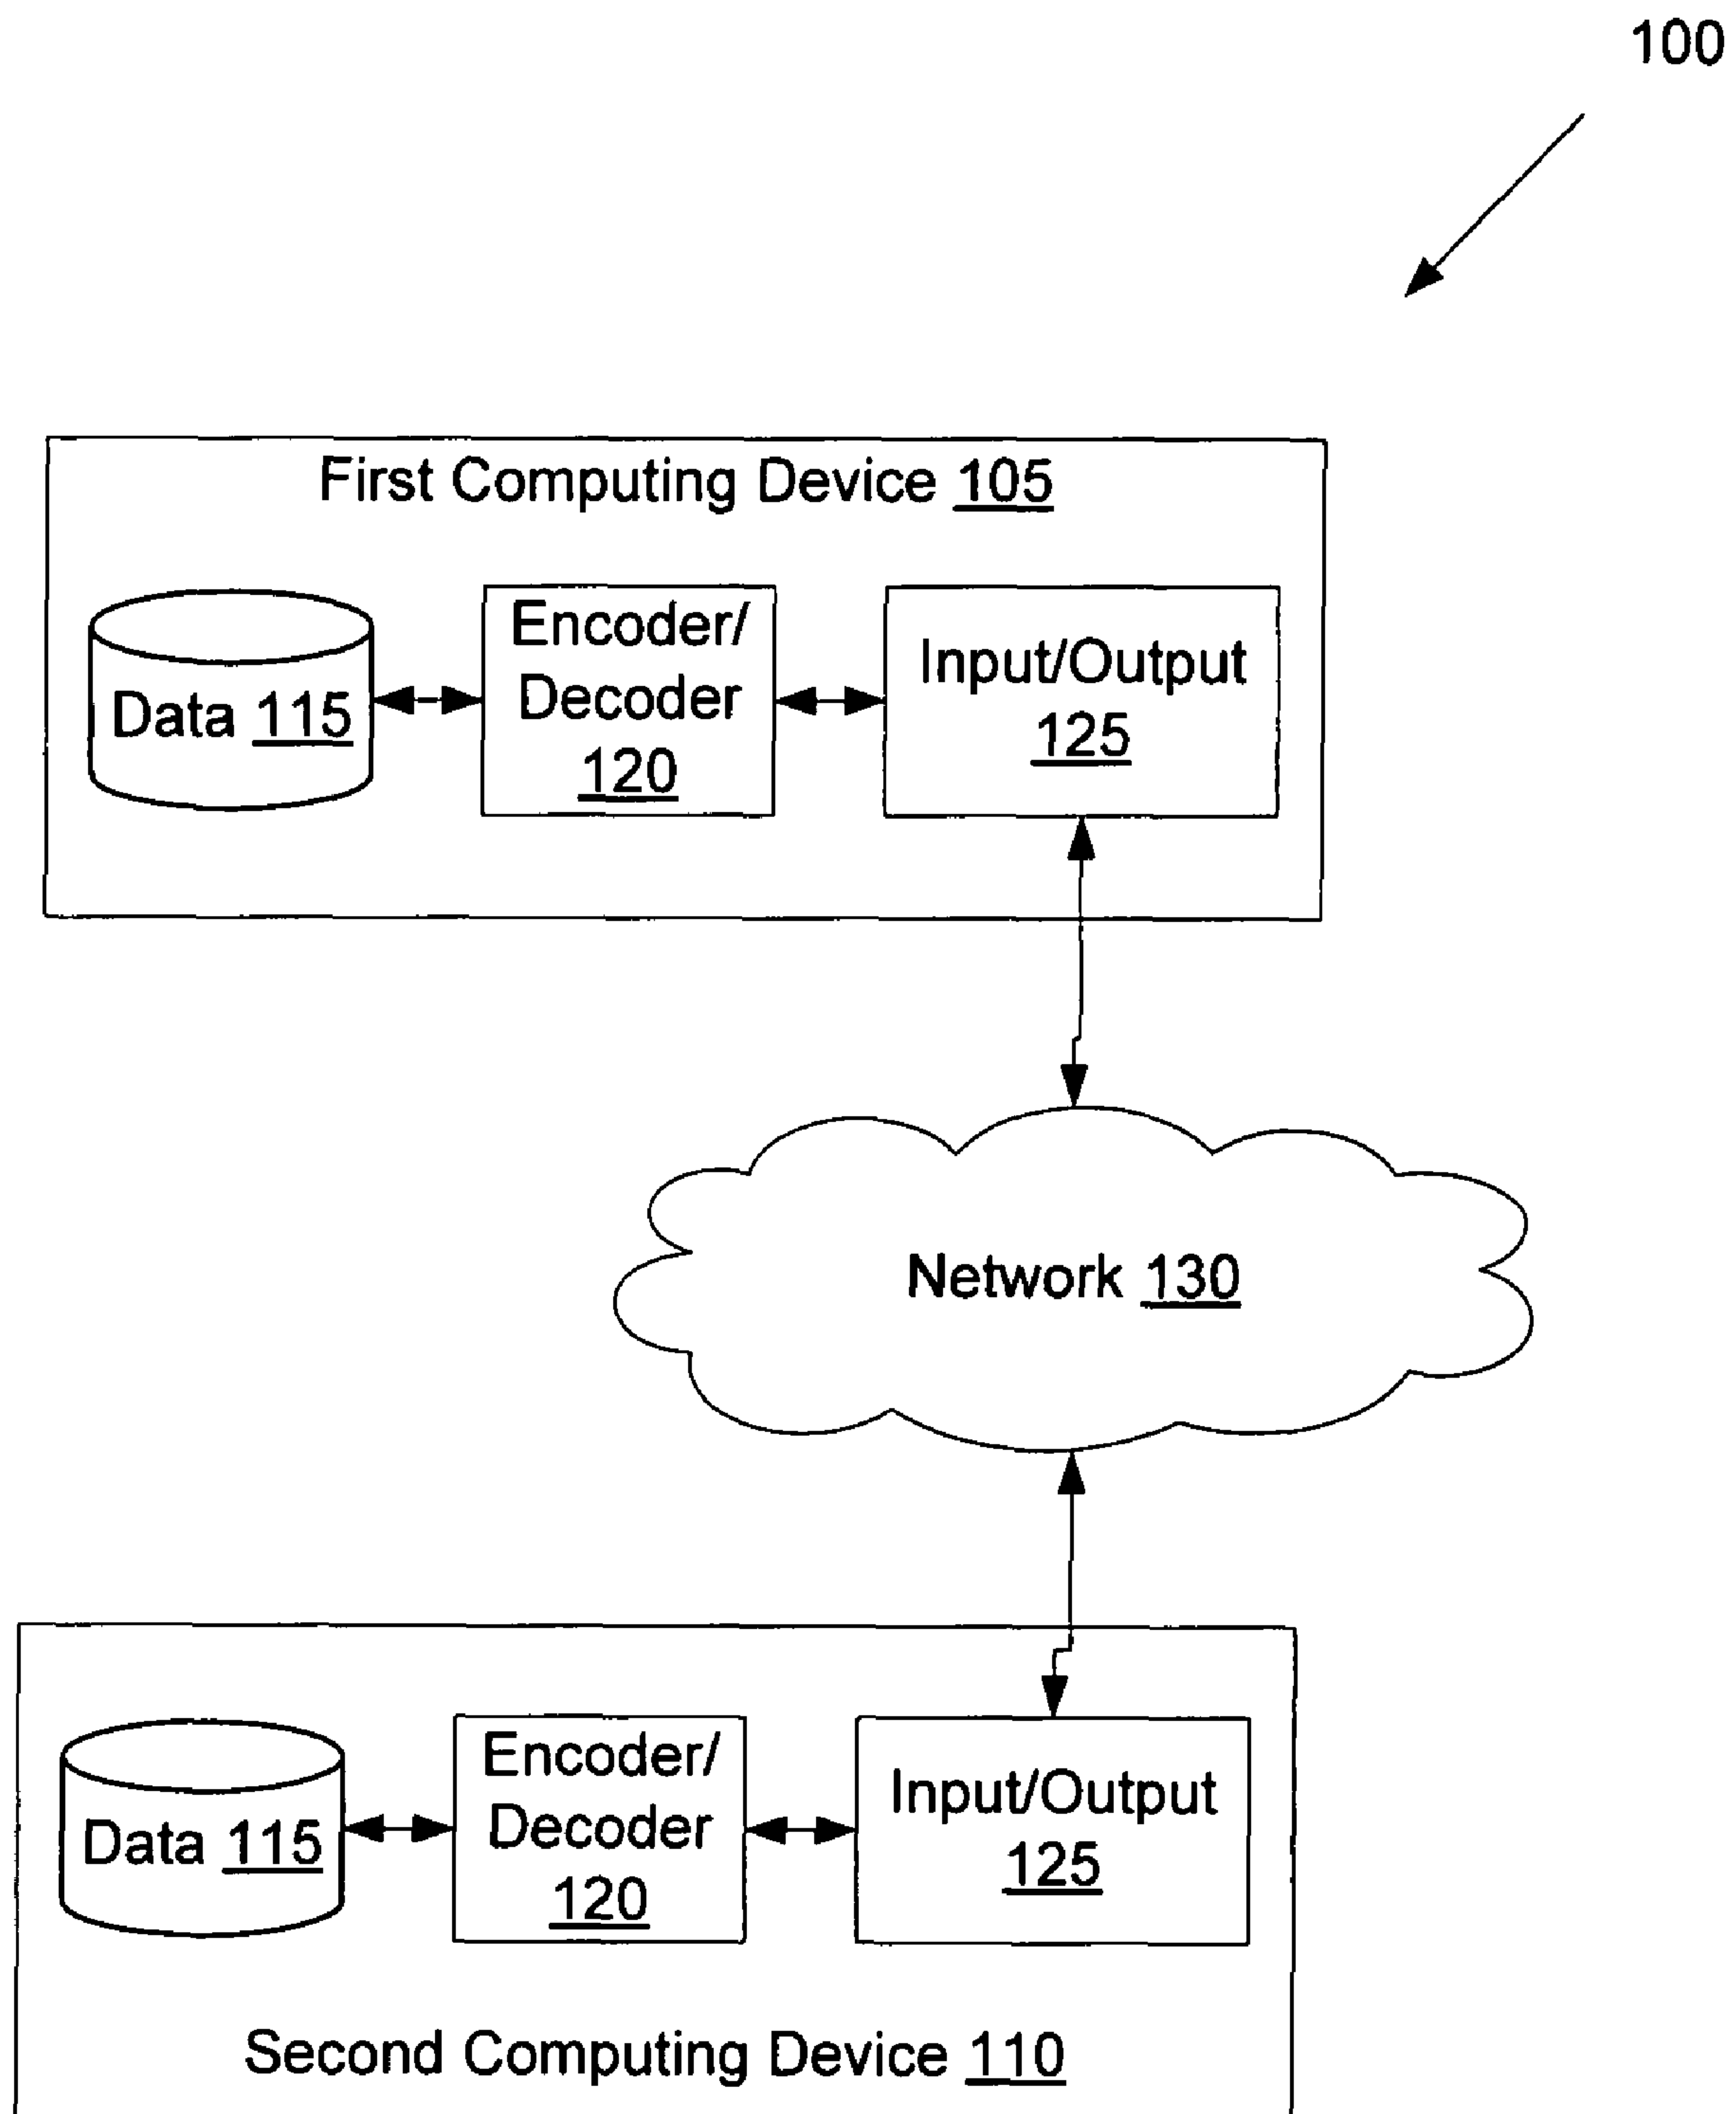 100
First Computing Device 105
Encoder/
Decoder
120
Data 115
Input/Output
125
Network 130
Encoder/
Decoder
120
Data 115
Input/Output
125
Second Computing Device 110